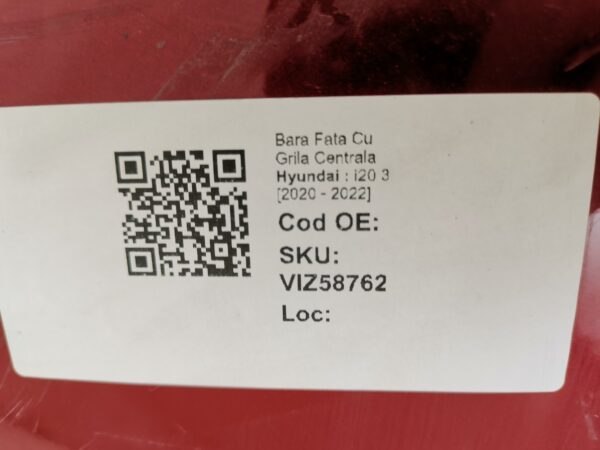 Bara Fata Cu
Grila Centrala
Hyundai : i20 3
[2020 - 2022]
Cod OE:
SKU:
VIZ58762
Loc: